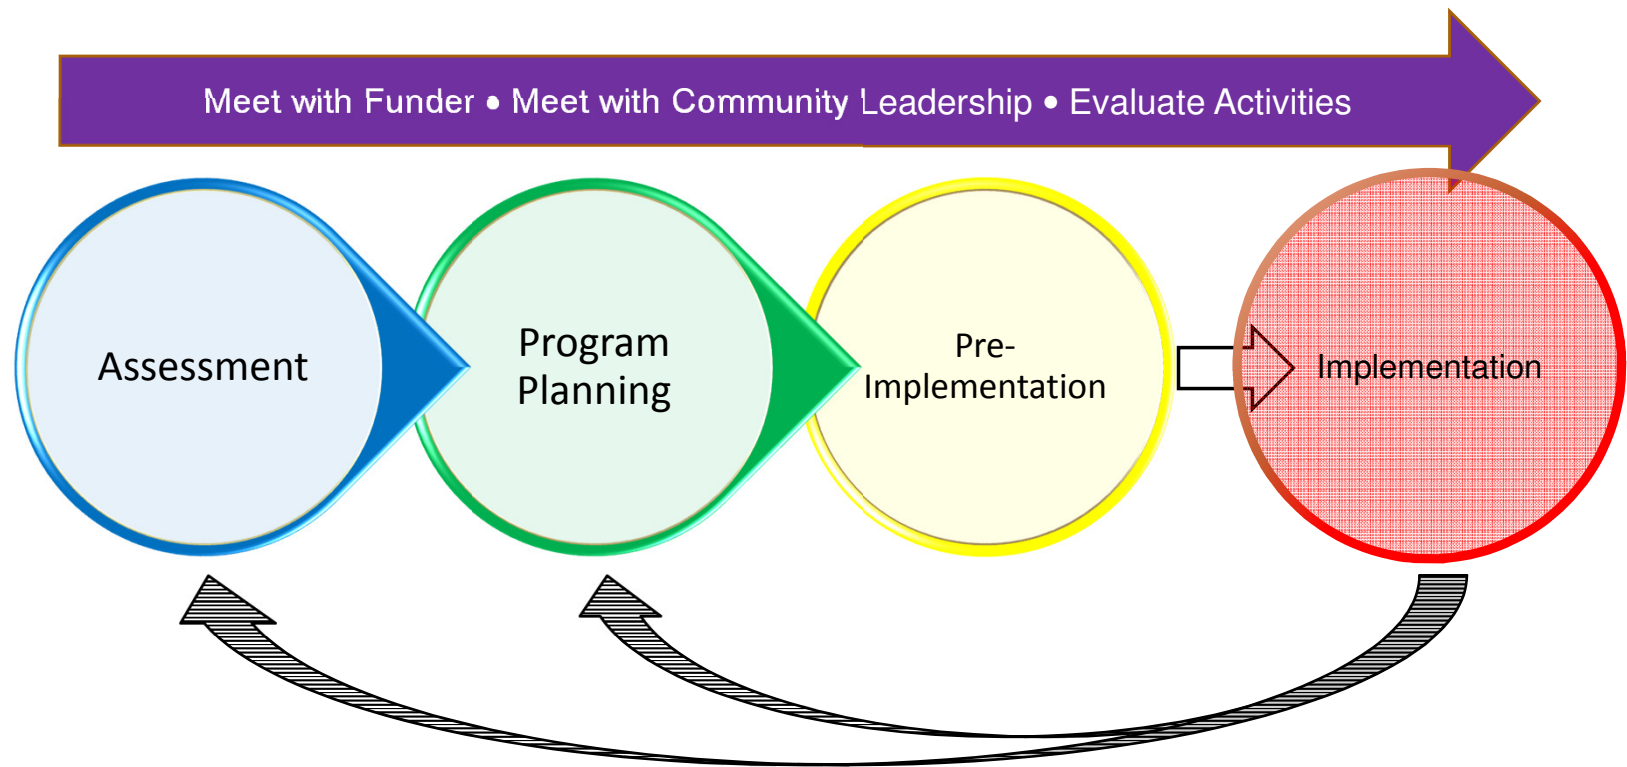 Meet with Funder • Meet with Community Leadership • Evaluate Activities
Assessment
Program
Planning
Pre-
Implementation
Implementation